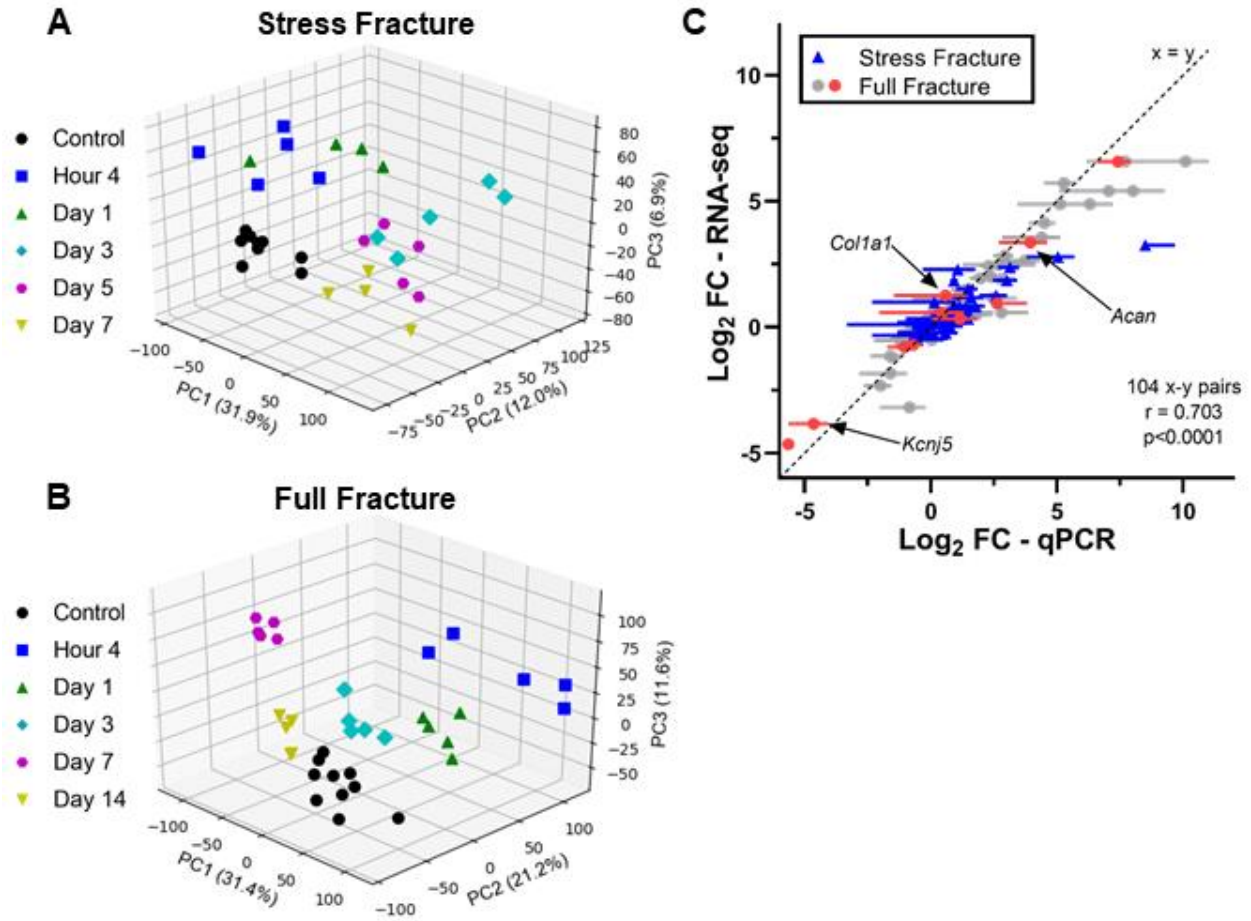 A
Stress Fracture
Control
Hour 4
Day 1
Day 3
Day 5
Day 7
80
60
40
20
0
−20
−40
−60
−80
PC3 (6.9%)
−100
−50
0
50
100
PC1 (31.9%)
−75
−50
−25
0
25
50
75
100
125
PC2 (12.0%)
B
Full Fracture
Control
Hour 4
Day 1
Day 3
Day 7
Day 14
100
75
50
25
0
−25
−50
PC3 (11.6%)
−100
−50
0
50
100
PC1 (31.4%)
−100
−50
0
50
100
PC2 (21.2%)
C
Stress Fracture
Full Fracture
x = y
10
5
0
-5
Log2 FC - RNA-seq
Col1a1
Acan
Kcnj5
104 x-y pairs
r = 0.703
p<0.0001
-5
0
5
10
Log2 FC - qPCR